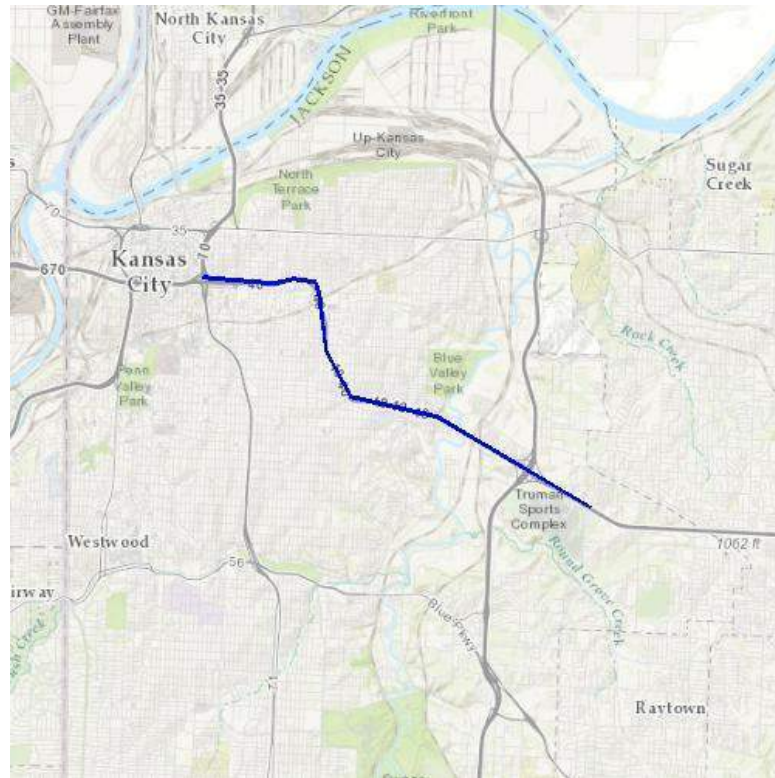 GM-Fairfax
Assembly
Plant
North Kansas
City
Riverfront
Park
35-35
JACKSON
Up-Kansas
City
Sugar
Creek
North
Terrace
Park
70
35
70
Kansas
City
670
40
Rock Creek
Penn
Valley
Park
Blue
Valley
Park
Truman
Sports
Complex
1062 ft
Westwood
Round Grove Creek
56
Blue Pkwy
71
Raytown